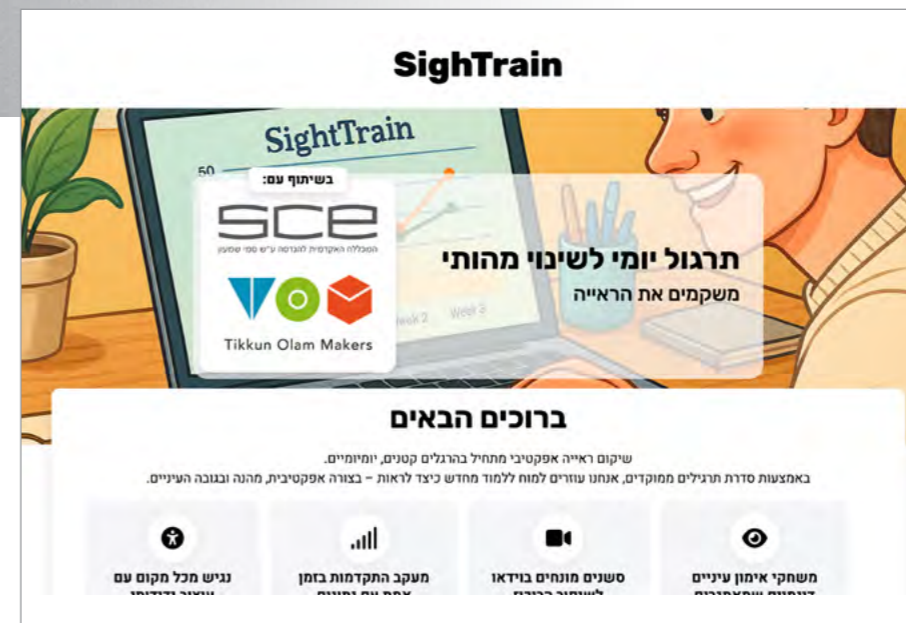 SighTrain
SightTrain
50
בשיתוף עם:
sce
המכללה האקדמית להנדסה ע״ש סמי שמעון
Tikkun Olam Makers
Week 2
Week 3
תרגול יומי לשינוי מהותי
משקמים את הראייה
ברוכים הבאים
שיקום ראייה אפקטיבי מתחיל בהרגלים קטנים, יומיומיים.
באמצעות סדרת תרגילים ממוקדים, אנחנו עוזרים למוח ללמוד מחדש כיצד לראות – בצורה אפקטיבית, מהנה ובגובה העיניים.
משחקי אימון עיניים
סשנים מונחים בוידאו
מעקב התקדמות בזמן
נגיש מכל מקום עם